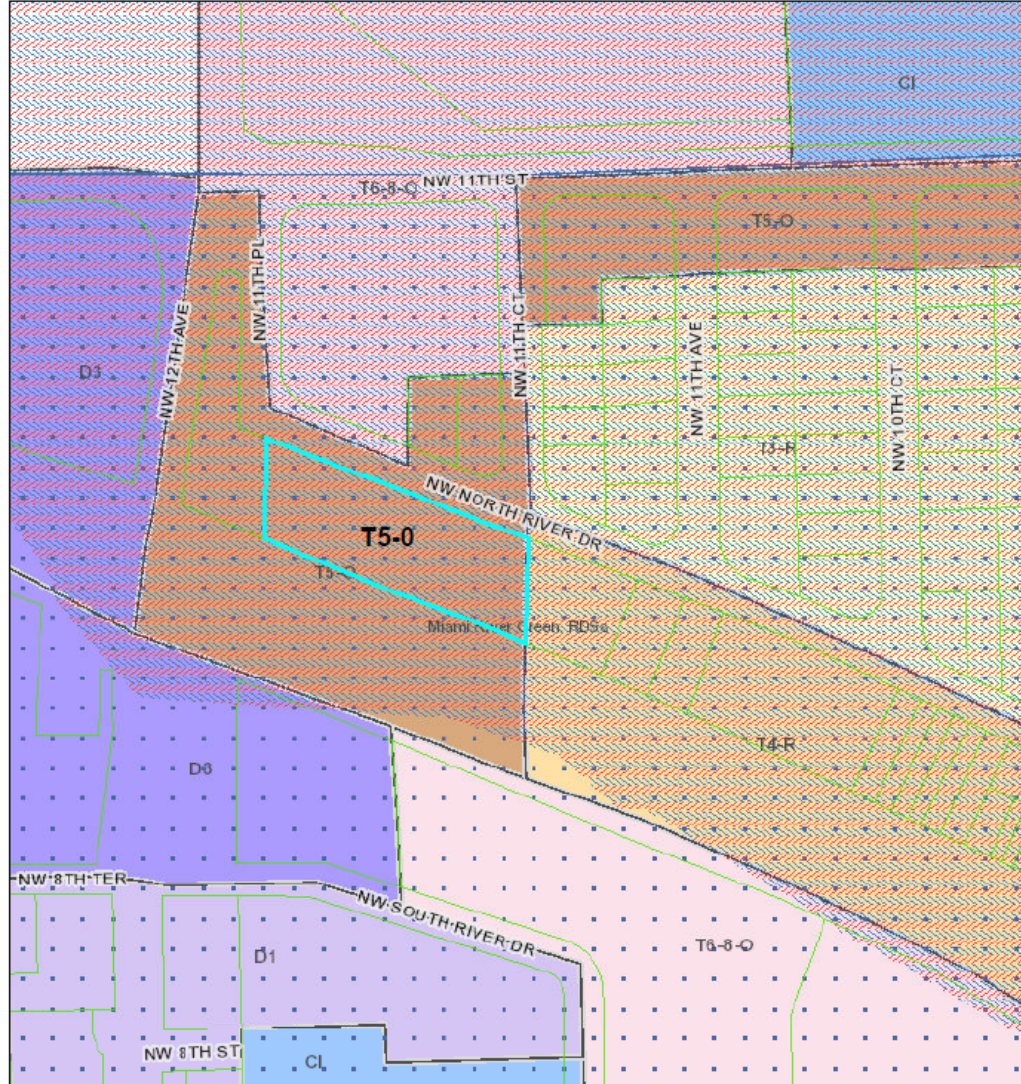 CI
NW 11TH ST
T6-8-O
T5-O
NW 11TH PL
NW 12TH AVE
NW 11TH CT
NW 11TH AVE
NW 10TH CT
D3
T3-R
NW NORTH RIVER DR
T5-0
T5-O
Miami River Green, RDSs
T4-R
D6
NW 8TH TER
NW SOUTH RIVER DR
T6-8-O
D1
NW 8TH ST
CI